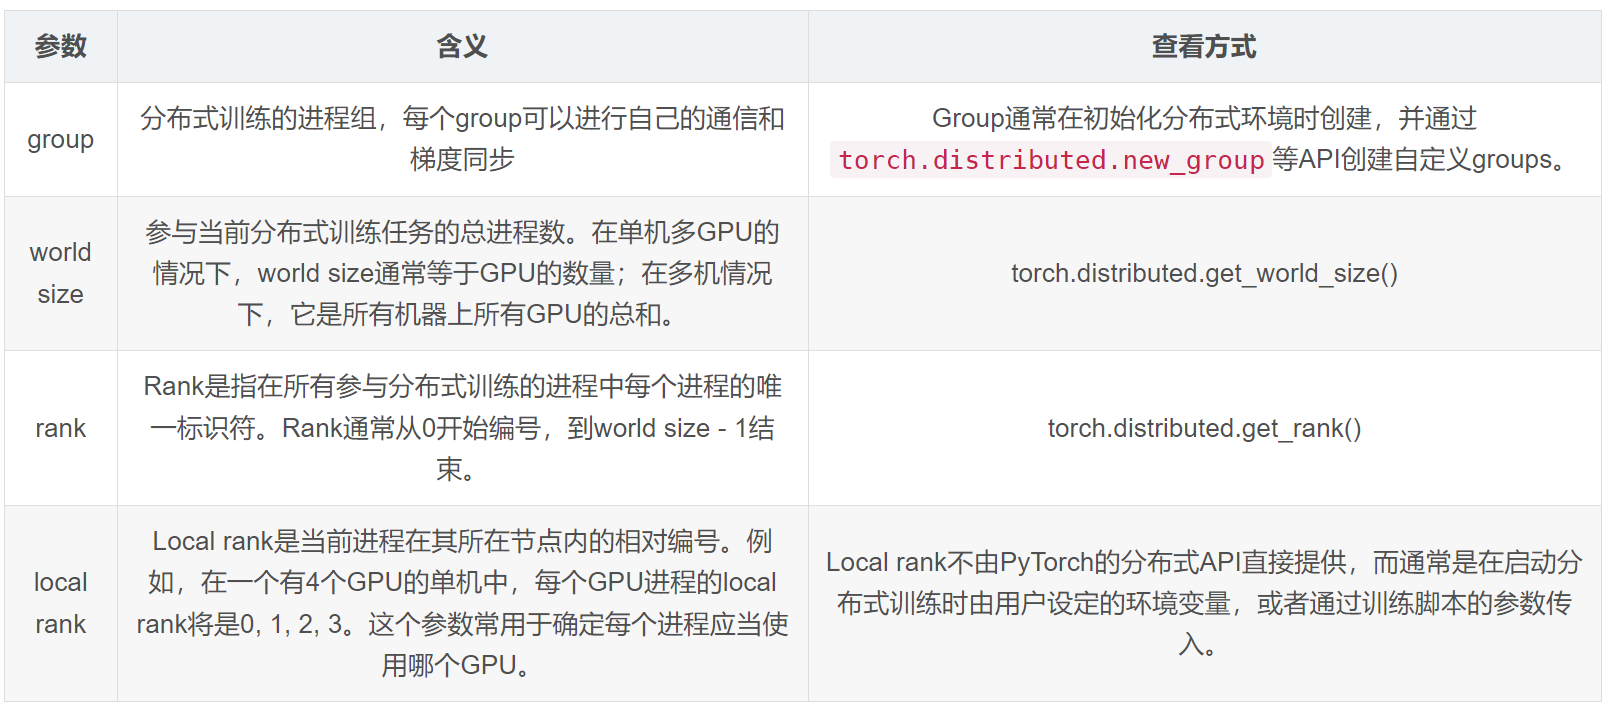 参数
含义
查看方式
group
分布式训练的进程组，每个group可以进行自己的通信和
梯度同步
Group通常在初始化分布式环境时创建，并通过
torch.distributed.new_group等API创建自定义groups。
world
size
参与当前分布式训练任务的总进程数。在单机多GPU的
情况下，world size通常等于GPU的数量；在多机情况
下，它是所有机器上所有GPU的总和。
torch.distributed.get_world_size()
rank
Rank是指在所有参与分布式训练的进程中每个进程的唯
一标识符。Rank通常从0开始编号，到world size - 1结
束。
torch.distributed.get_rank()
local
rank
Local rank是当前进程在其所在节点内的相对编号。例
如，在一个有4个GPU的单机中，每个GPU进程的local
rank将是0, 1, 2, 3。这个参数常用于确定每个进程应当使
用哪个GPU。
Local rank不由PyTorch的分布式API直接提供，而通常是在启动分
布式训练时由用户设定的环境变量，或者通过训练脚本的参数传
入。